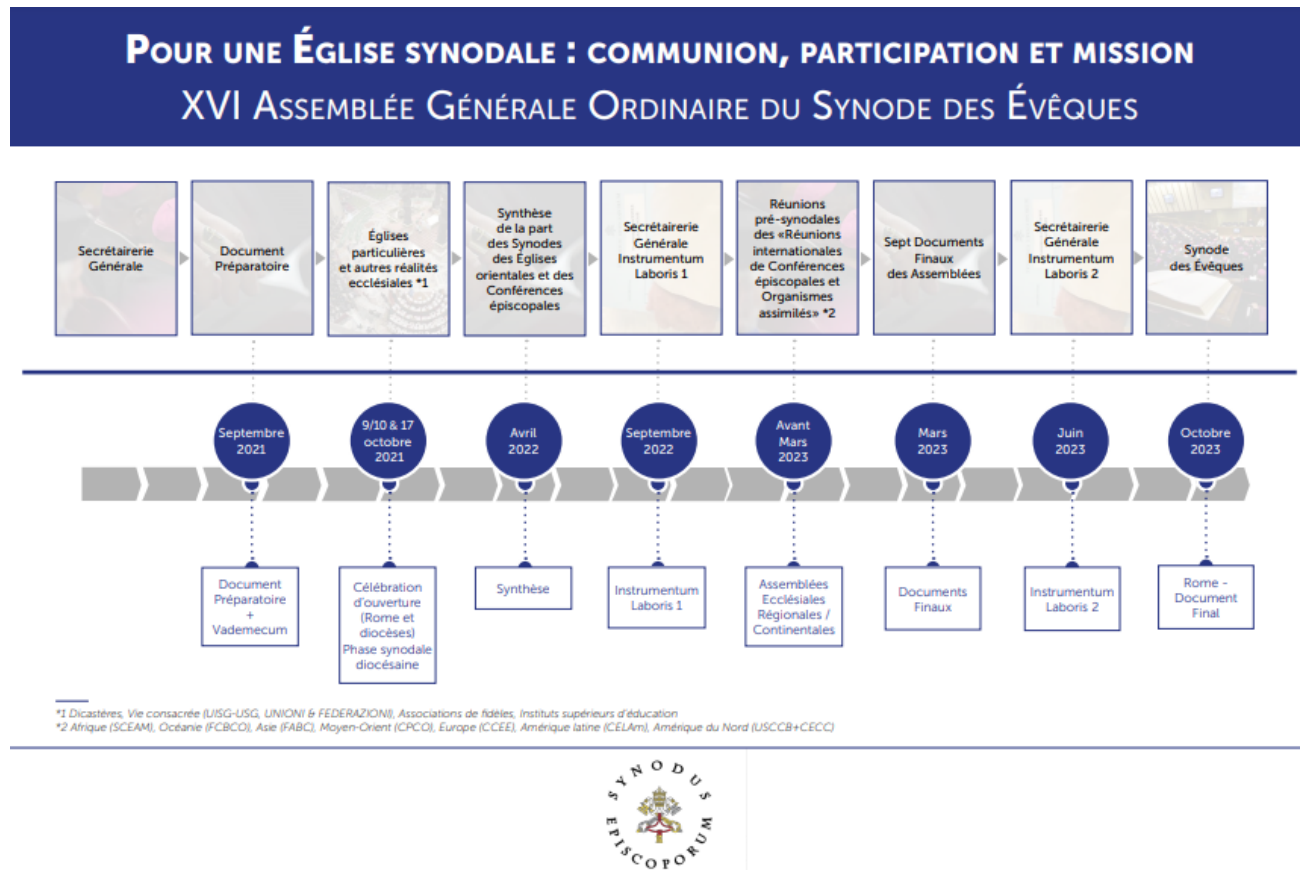 POUR UNE ÉGLISE SYNODALE : COMMUNION, PARTICIPATION ET MISSION
XVI ASSEMBLÉE GÉNÉRALE ORDINAIRE DU SYNODE DES ÉVÊQUES
Secrétairerie
Générale
Document
Préparatoire
Églises
particulières
et autres réalités
ecclésiales *1
Synthèse
de la part
des Synodes
des Églises
orientales et des
Conférences
épiscopales
Secrétairerie
Générale
Instrumentum
Laboris 1
Réunions
pré-synodales
des «Réunions
internationales
de Conférences
épiscopales et
Organismes
assimilés» *2
Sept Documents
Finaux
des Assemblées
Secrétairerie
Générale
Instrumentum
Laboris 2
Synode
des Évêques
Septembre
2021
9/10 & 17
octobre
2021
Avril
2022
Septembre
2022
Avant
Mars
2023
Mars
2023
Juin
2023
Octobre
2023
Document
Préparatoire
+
Vademecum
Célébration
d'ouverture
(Rome et
diocèses)
Phase synodale
diocésaine
Synthèse
Instrumentum
Laboris 1
Assemblées
Ecclésiales
Régionales /
Continentales
Documents
Finaux
Instrumentum
Laboris 2
Rome -
Document
Final
*1 Dicastères, Vie consacrée (UISG-USG, UNIONI & FEDERAZIONI), Associations de fidèles, Instituts supérieurs d'éducation
*2 Afrique (SCEAM), Océanie (FCBCO), Asie (FABC), Moyen-Orient (CPCO), Europe (CCEE), Amérique latine (CELAm), Amérique du Nord (USCCB+CECC)
SYNODUS
EPISCOPORUM